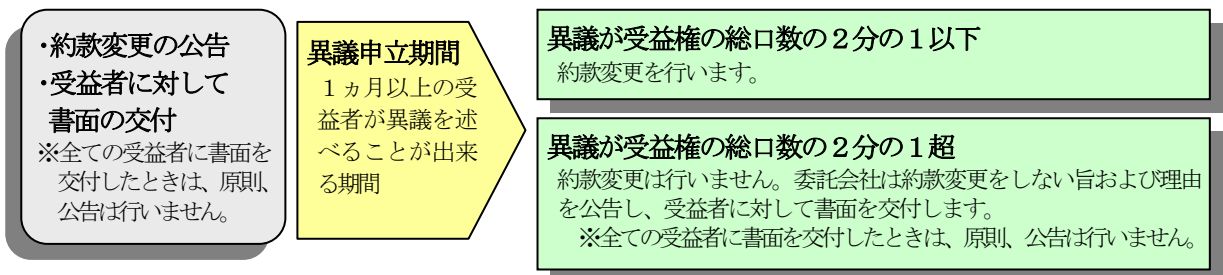 ･約款変更の公告
･受益者に対して
書面の交付
※全ての受益者に書面を
交付したときは、原則、
公告は行いません。
異議申立期間
１ヵ月以上の受
益者が異議を述
べることが出来
る期間
異議が受益権の総口数の２分の１以下
約款変更を行います。
異議が受益権の総口数の２分の１超
約款変更は行いません。委託会社は約款変更をしない旨および理由
を公告し、受益者に対して書面を交付します。
※全ての受益者に書面を交付したときは、原則、公告は行いません。